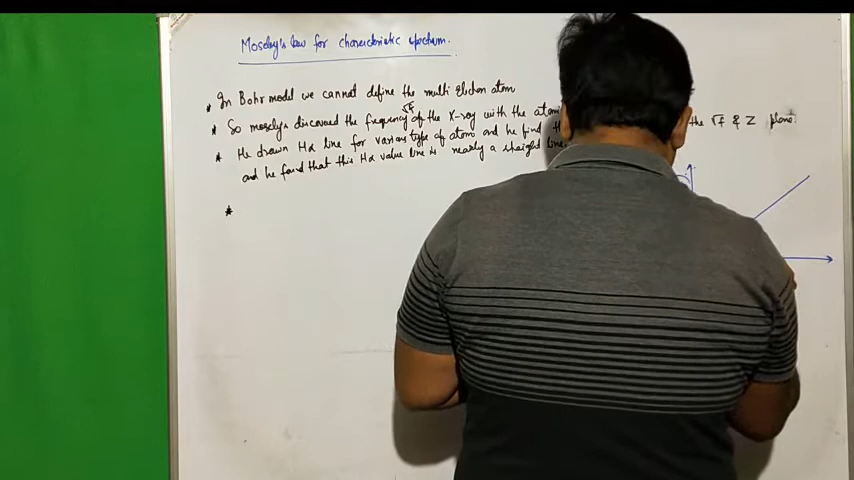 Moseley's law for characteristic spectrum.
* In Bohr model we cannot define the multi electron atom
* So moseley discovered the frequency of the X-ray with the atomi the √f & Z plane.
√f
* He drawn Hα line for various type of atom and he find th
and he found that this Hα value line is nearly a straight line.
*